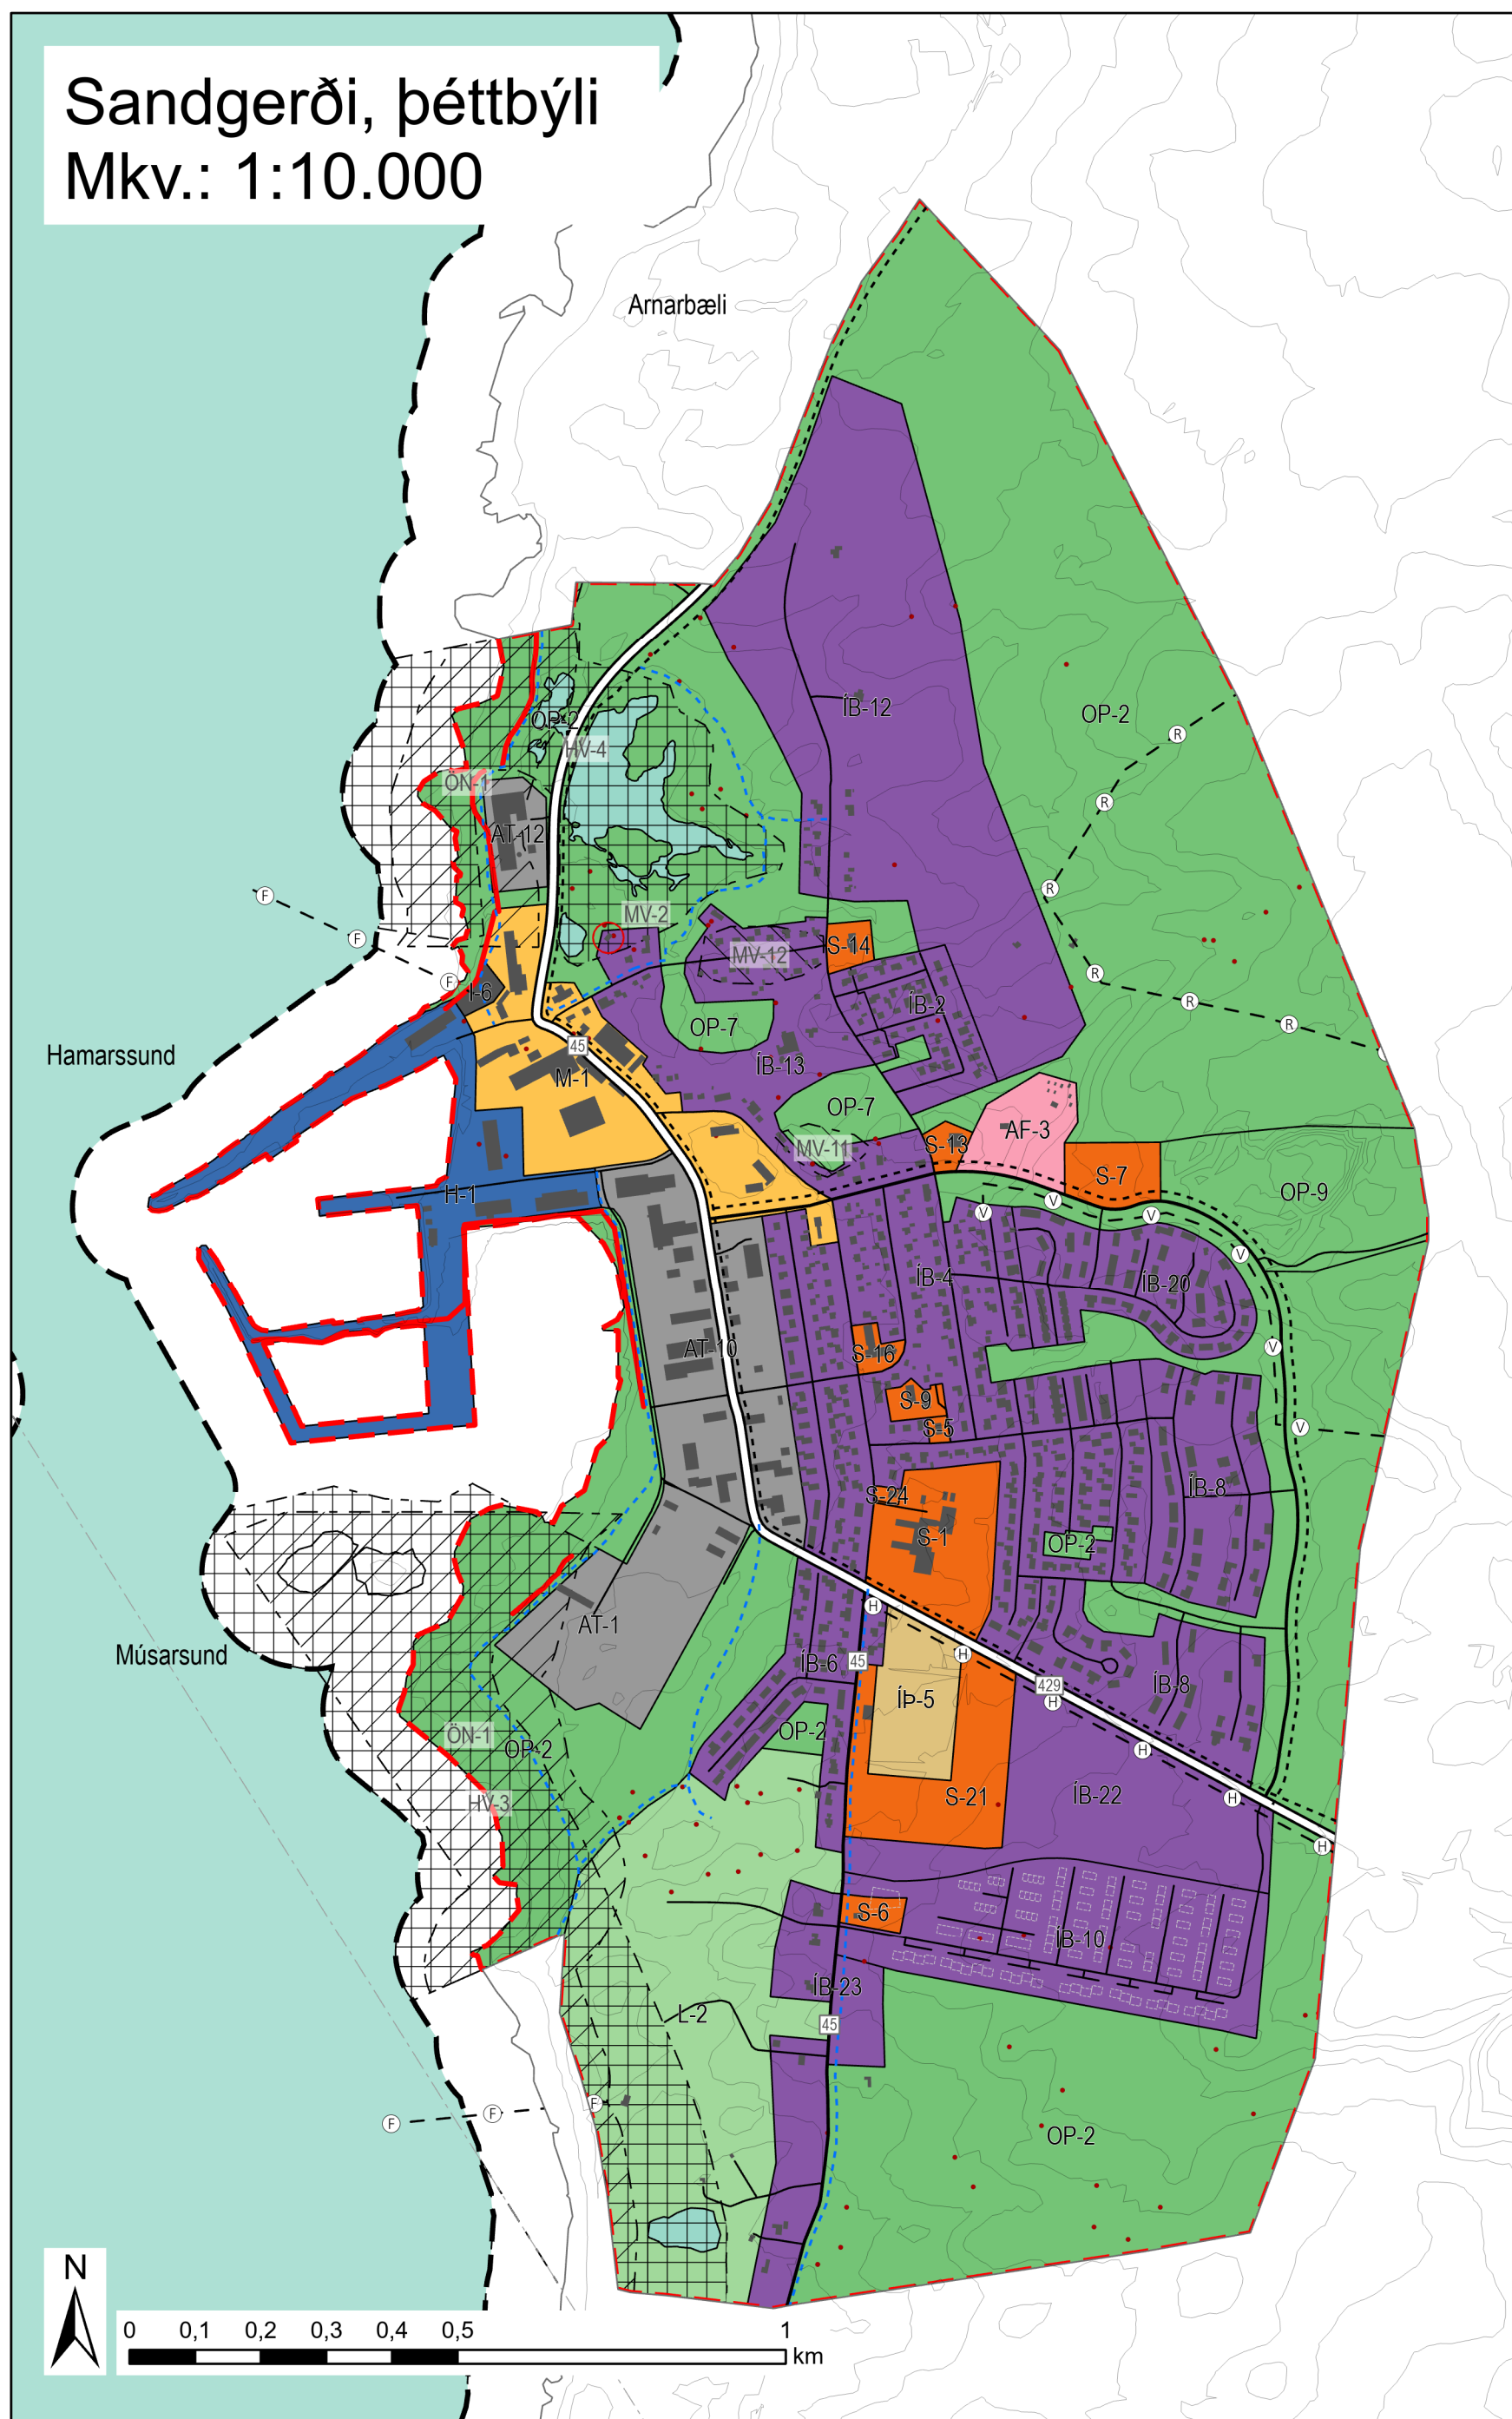 Sandgerði, þéttbýli
Mkv.: 1:10.000
Arnarbæli
ÍB-12
OP-2
OP-2
HV-4
R
ÖN-1
R
AT-12
R
F
MV-2
F
MV-12
S-14
R
F
I-6
ÍB-2
R
R
OP-7
45
Hamarssund
ÍB-13
M-1
OP-7
AF-3
S-13
MV-11
S-7
H-1
OP-9
V
V
V
V
ÍB-4
ÍB-20
AT-10
S-16
V
S-9
S-5
V
ÍB-8
S-24
S-1
OP-2
H
AT-1
Músarsund
ÍB-6
45
H
429
ÍB-8
H
ÍÞ-5
ÖN-1
OP-2
OP-2
H
HV-3
S-21
ÍB-22
H
H
S-6
ÍB-10
ÍB-23
L-2
45
F
F
F
OP-2
N
0 0,1 0,2 0,3 0,4 0,5 1
km